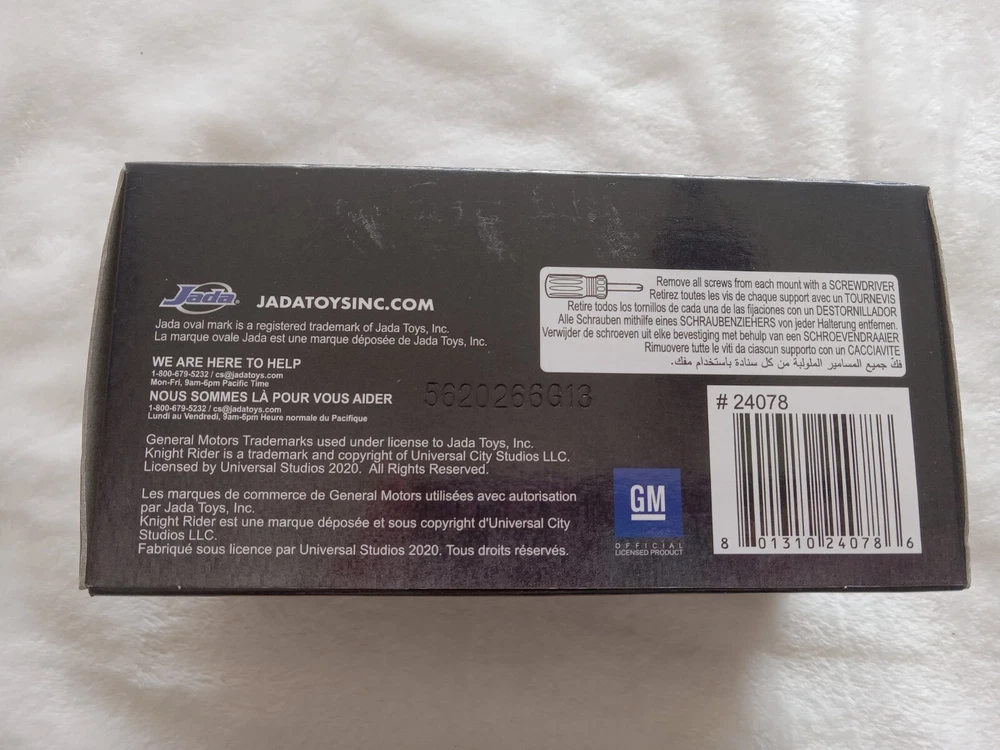 Jada
JADATOYSINC.COM
Jada oval mark is a registered trademark of Jada Toys, Inc.
La marque ovale Jada est une marque déposée de Jada Toys, Inc.
WE ARE HERE TO HELP
1-800-679-5232 / cs@jadatoys.com
Mon-Fri, 9am-6pm Pacific Time
NOUS SOMMES LÀ POUR VOUS AIDER
1-800-679-5232 / cs@jadatoys.com
Lundi au Vendredi, 9am-6pm Heure normale du Pacifique
5620266G13
General Motors Trademarks used under license to Jada Toys, Inc.
Knight Rider is a trademark and copyright of Universal City Studios LLC.
Licensed by Universal Studios 2020. All Rights Reserved.
Les marques de commerce de General Motors utilisées avec autorisation
par Jada Toys, Inc.
Knight Rider est une marque déposée et sous copyright d'Universal City
Studios LLC.
Fabriqué sous licence par Universal Studios 2020. Tous droits réservés.
Remove all screws from each mount with a SCREWDRIVER
Retirez toutes les vis de chaque support avec un TOURNEVIS
Retire todos los tornillos de cada una de las fijaciones con un DESTORNILLADOR
Alle Schrauben mithilfe eines SCHRAUBENZIEHERS von jeder Halterung entfernen.
Verwijder de schroeven uit elke bevestiging met behulp van een SCHROEVENDRAAIER
Rimuovere tutte le viti da ciascun supporto con un CACCIAVITE
فكّ جميع المسامير الملولبة من كل سنادة باستخدام مفك.
GM
OFFICIAL
LICENSED PRODUCT
# 24078
8 01310 24078 6